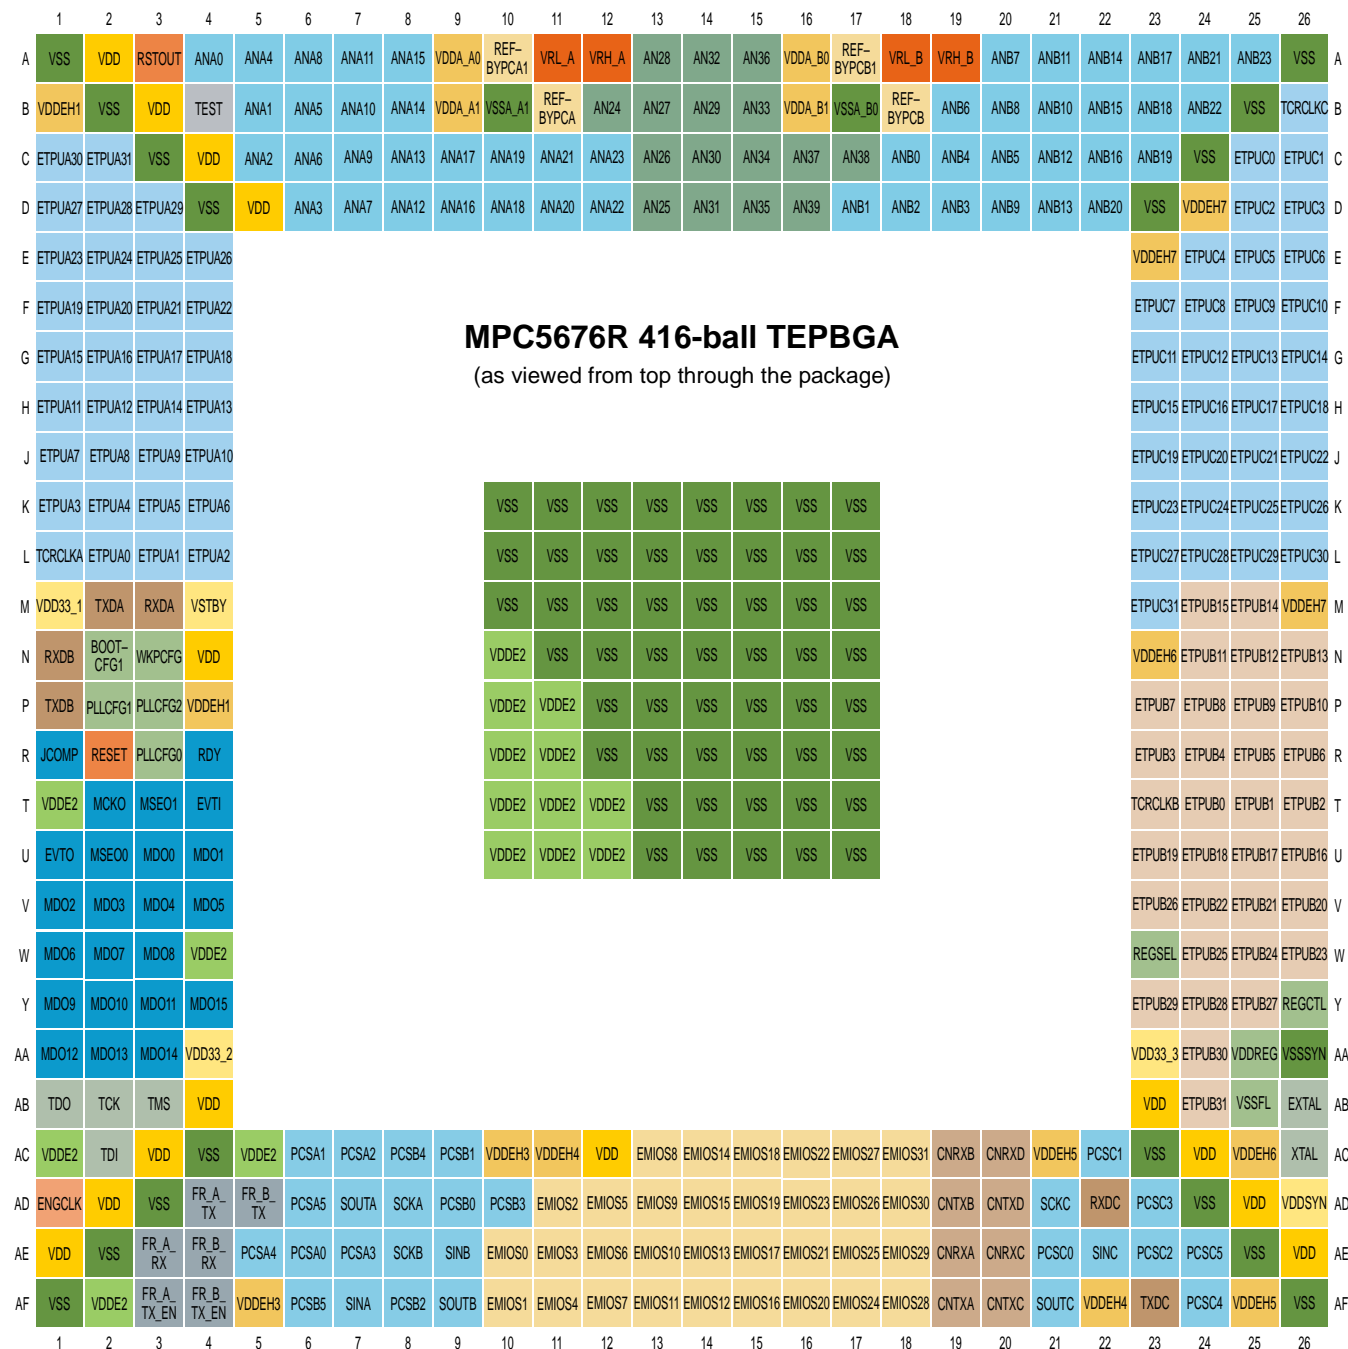 1 2 3 4 5 6 7 8 9 10 11 12 13 14 15 16 17 18 19 20 21 22 23 24 25 26
A VSS VDD RSTOUT ANA0 ANA4 ANA8 ANA11 ANA15 VDDA_A0 REF–BYPCA1 VRL_A VRH_A AN28 AN32 AN36 VDDA_B0 REF–BYPCB1 VRL_B VRH_B ANB7 ANB11 ANB14 ANB17 ANB21 ANB23 VSS A
B VDDEH1 VSS VDD TEST ANA1 ANA5 ANA10 ANA14 VDDA_A1 VSSA_A1 REF–BYPCA AN24 AN27 AN29 AN33 VDDA_B1 VSSA_B0 REF–BYPCB ANB6 ANB8 ANB10 ANB15 ANB18 ANB22 VSS TCRCLKC B
C ETPUA30 ETPUA31 VSS VDD ANA2 ANA6 ANA9 ANA13 ANA17 ANA19 ANA21 ANA23 AN26 AN30 AN34 AN37 AN38 ANB0 ANB4 ANB5 ANB12 ANB16 ANB19 VSS ETPUC0 ETPUC1 C
D ETPUA27 ETPUA28 ETPUA29 VSS VDD ANA3 ANA7 ANA12 ANA16 ANA18 ANA20 ANA22 AN25 AN31 AN35 AN39 ANB1 ANB2 ANB3 ANB9 ANB13 ANB20 VSS VDDEH7 ETPUC2 ETPUC3 D
E ETPUA23 ETPUA24 ETPUA25 ETPUA26 VDDEH7 ETPUC4 ETPUC5 ETPUC6 E
F ETPUA19 ETPUA20 ETPUA21 ETPUA22 ETPUC7 ETPUC8 ETPUC9 ETPUC10 F
MPC5676R 416-ball TEPBGA
G ETPUA15 ETPUA16 ETPUA17 ETPUA18 ETPUC11 ETPUC12 ETPUC13 ETPUC14 G
(as viewed from top through the package)
H ETPUA11 ETPUA12 ETPUA14 ETPUA13 ETPUC15 ETPUC16 ETPUC17 ETPUC18 H
J ETPUA7 ETPUA8 ETPUA9 ETPUA10 ETPUC19 ETPUC20 ETPUC21 ETPUC22 J
K ETPUA3 ETPUA4 ETPUA5 ETPUA6 VSS VSS VSS VSS VSS VSS VSS VSS ETPUC23 ETPUC24 ETPUC25 ETPUC26 K
L TCRCLKA ETPUA0 ETPUA1 ETPUA2 VSS VSS VSS VSS VSS VSS VSS VSS ETPUC27 ETPUC28 ETPUC29 ETPUC30 L
M VDD33_1 TXDA RXDA VSTBY VSS VSS VSS VSS VSS VSS VSS VSS ETPUC31 ETPUB15 ETPUB14 VDDEH7 M
N RXDB BOOT–CFG1 WKPCFG VDD VDDE2 VSS VSS VSS VSS VSS VSS VSS VDDEH6 ETPUB11 ETPUB12 ETPUB13 N
P TXDB PLLCFG1 PLLCFG2 VDDEH1 VDDE2 VDDE2 VSS VSS VSS VSS VSS VSS ETPUB7 ETPUB8 ETPUB9 ETPUB10 P
R JCOMP RESET PLLCFG0 RDY VDDE2 VDDE2 VSS VSS VSS VSS VSS VSS ETPUB3 ETPUB4 ETPUB5 ETPUB6 R
T VDDE2 MCKO MSEO1 EVTI VDDE2 VDDE2 VDDE2 VSS VSS VSS VSS VSS TCRCLKB ETPUB0 ETPUB1 ETPUB2 T
U EVTO MSEO0 MDO0 MDO1 VDDE2 VDDE2 VDDE2 VSS VSS VSS VSS VSS ETPUB19 ETPUB18 ETPUB17 ETPUB16 U
V MDO2 MDO3 MDO4 MDO5 ETPUB26 ETPUB22 ETPUB21 ETPUB20 V
W MDO6 MDO7 MDO8 VDDE2 REGSEL ETPUB25 ETPUB24 ETPUB23 W
Y MDO9 MDO10 MDO11 MDO15 ETPUB29 ETPUB28 ETPUB27 REGCTL Y
AA MDO12 MDO13 MDO14 VDD33_2 VDD33_3 ETPUB30 VDDREG VSSSYN AA
AB TDO TCK TMS VDD VDD ETPUB31 VSSFL EXTAL AB
AC VDDE2 TDI VDD VSS VDDE2 PCSA1 PCSA2 PCSB4 PCSB1 VDDEH3 VDDEH4 VDD EMIOS8 EMIOS14 EMIOS18 EMIOS22 EMIOS27 EMIOS31 CNRXB CNRXD VDDEH5 PCSC1 VSS VDD VDDEH6 XTAL AC
AD ENGCLK VDD VSS FR_A_TX FR_B_TX PCSA5 SOUTA SCKA PCSB0 PCSB3 EMIOS2 EMIOS5 EMIOS9 EMIOS15 EMIOS19 EMIOS23 EMIOS26 EMIOS30 CNTXB CNTXD SCKC RXDC PCSC3 VSS VDD VDDSYN AD
AE VDD VSS FR_A_RX FR_B_RX PCSA4 PCSA0 PCSA3 SCKB SINB EMIOS0 EMIOS3 EMIOS6 EMIOS10 EMIOS13 EMIOS17 EMIOS21 EMIOS25 EMIOS29 CNRXA CNRXC PCSC0 SINC PCSC2 PCSC5 VSS VDD AE
AF VSS VDDE2 FR_A_TX_EN FR_B_TX_EN VDDEH3 PCSB5 SINA PCSB2 SOUTB EMIOS1 EMIOS4 EMIOS7 EMIOS11 EMIOS12 EMIOS16 EMIOS20 EMIOS24 EMIOS28 CNTXA CNTXC SOUTC VDDEH4 TXDC PCSC4 VDDEH5 VSS AF
1 2 3 4 5 6 7 8 9 10 11 12 13 14 15 16 17 18 19 20 21 22 23 24 25 26